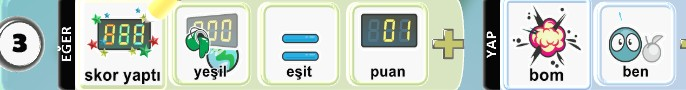 3 EĞER skor yaptı yeşil eşit puan YAP bom ben
888 000 01